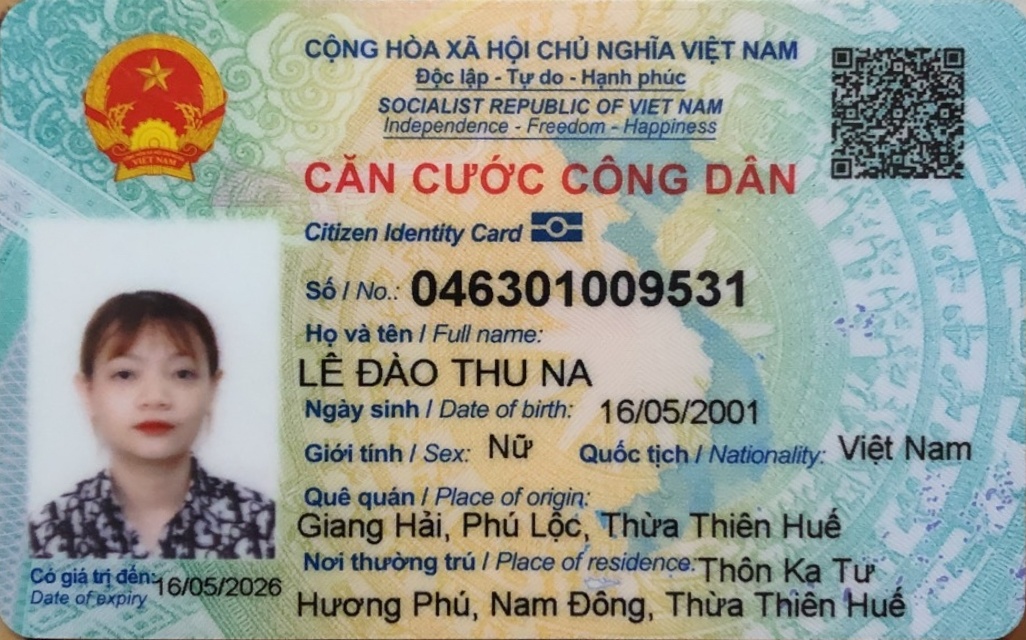 CỘNG HÒA XÃ HỘI CHỦ NGHĨA VIỆT NAM
Độc lập - Tự do - Hạnh phúc
SOCIALIST REPUBLIC OF VIET NAM
Independence - Freedom - Happiness
VIỆT NAM
CĂN CƯỚC CÔNG DÂN
Citizen Identity Card
Số / No.: 046301009531
Họ và tên / Full name:
LÊ ĐÀO THU NA
Ngày sinh / Date of birth: 16/05/2001
Giới tính / Sex: Nữ Quốc tịch / Nationality: Việt Nam
Quê quán / Place of origin:
Giang Hải, Phú Lộc, Thừa Thiên Huế
Nơi thường trú / Place of residence: Thôn Ka Tư
Hương Phú, Nam Đông, Thừa Thiên Huế
Có giá trị đến: 16/05/2026
Date of expiry